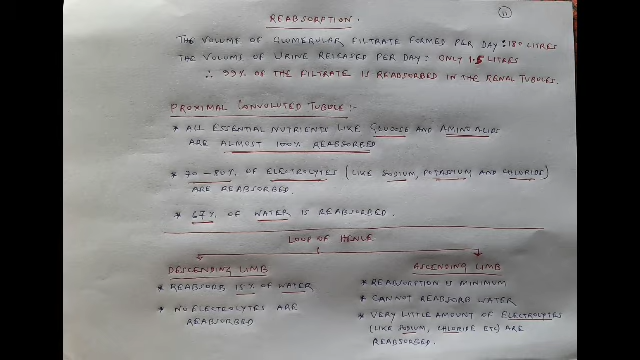 REABSORPTION.
11
THE VOLUME OF GLOMERULAR FILTRATE FORMED PER DAY: 180 LITRES
THE VOLUME OF URINE RELEASED PER DAY: ONLY 1.5 LITRES
∴ 99% OF THE FILTRATE IS REABSORBED IN THE RENAL TUBULES.
PROXIMAL CONVOLUTED TUBULE:-
* ALL ESSENTIAL NUTRIENTS LIKE GLUCOSE AND AMINO ACIDS
ARE ALMOST 100% REABSORBED
* 70-80% OF ELECTROLYTES (LIKE SODIUM, POTASSIUM AND CHLORIDE)
ARE REABSORBED.
* 67% OF WATER IS REABSORBED.
LOOP OF HENLE
DESCENDING LIMB
* REABSORB 15% OF WATER
* NO ELECTROLYTES ARE
REABSORBED
ASCENDING LIMB
* REABSORTION IS MINIMUM
* CANNOT REABSORB WATER
* VERY LITTLE AMOUNT OF ELECTROLYTES
(LIKE SODIUM, CHLORIDE ETC) ARE
REABSORBED.